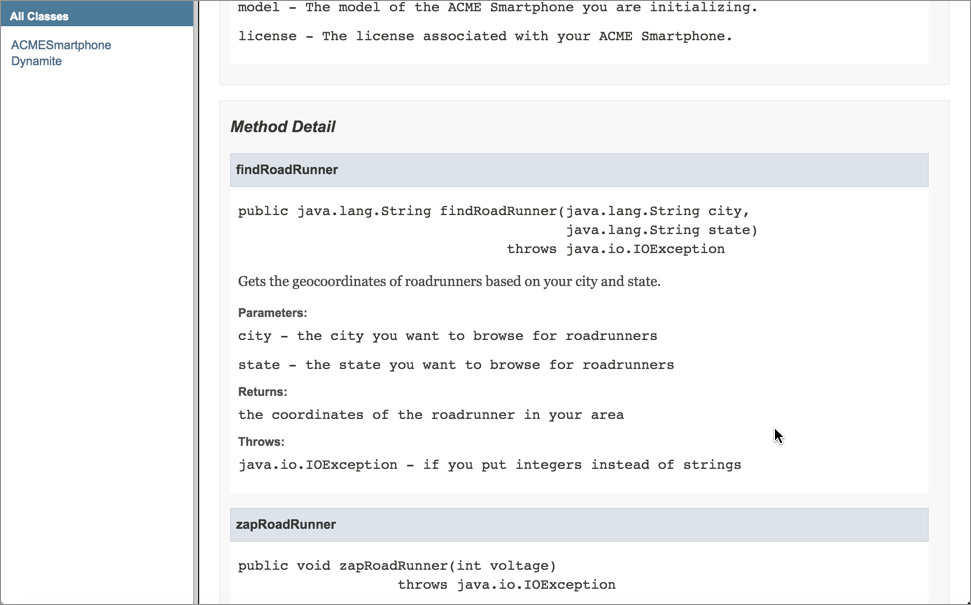 All Classes
ACMESmartphone
Dynamite
model - The model of the ACME Smartphone you are initializing.
license - The license associated with your ACME Smartphone.
Method Detail
findRoadRunner
public java.lang.String findRoadRunner(java.lang.String city,
java.lang.String state)
throws java.io.IOException
Gets the geocoordinates of roadrunners based on your city and state.
Parameters:
city - the city you want to browse for roadrunners
state - the state you want to browse for roadrunners
Returns:
the coordinates of the roadrunner in your area
Throws:
java.io.IOException - if you put integers instead of strings
zapRoadRunner
public void zapRoadRunner(int voltage)
throws java.io.IOException